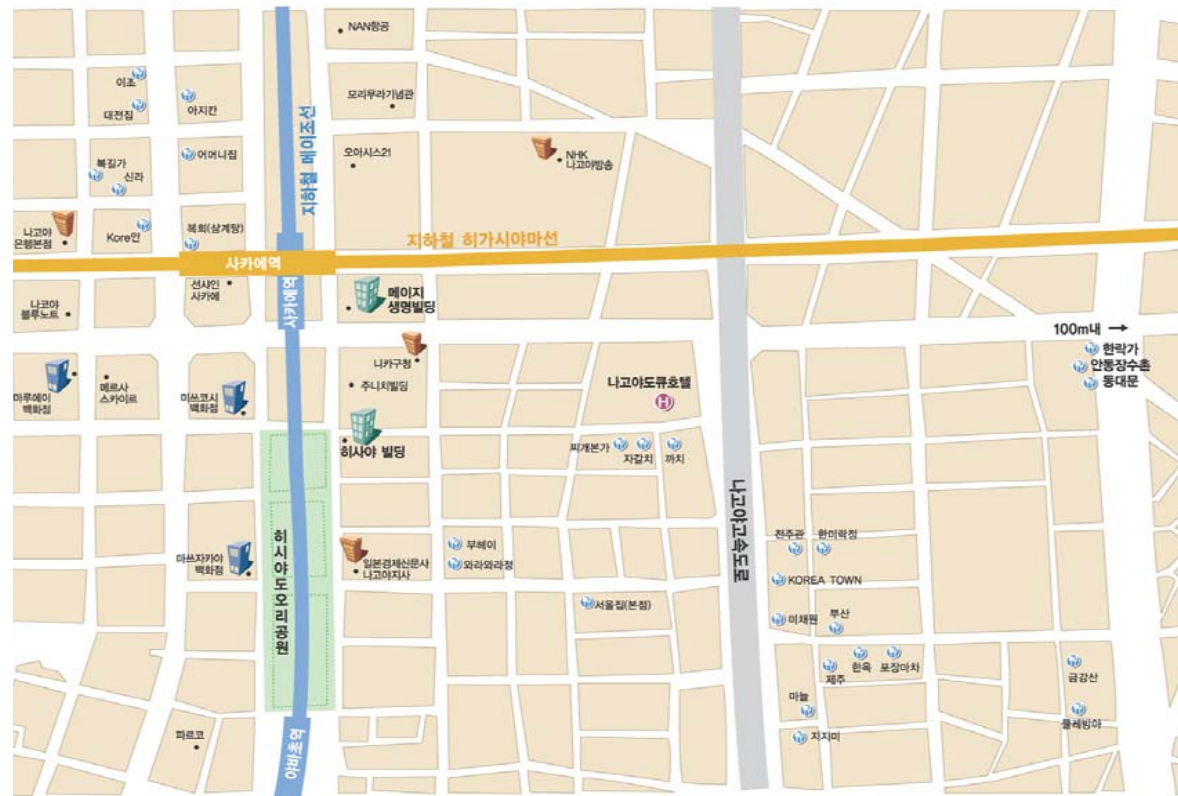 NAN항공
이조
대전집
아지칸
모리무라기념관
지하철 메이조선
복길가
신라
어머니집
오아시스21
NHK
나고야방송
나고야
은행본점
Kore안
복희(삼계탕)
지하철 히가시야마선
사카에역
사카에역
나코야
블루노트
선샤인
사카에
메이지
생명빌딩
100m내 →
한락가
안동장수촌
동대문
니카구청
주니치빌딩
나고야도큐호텔
H
마루에이
백화점
메르사
스카이르
미쓰코시
백화점
히사야 빌딩
찌개본가
자갈치
까치
나고야고속도로
히시야도오리공원
마쓰자카야
백화점
일본경제신문사
나고야지사
부헤이
와라와라정
전주관
한미락정
KOREA TOWN
서울집(본점)
미채원
부산
제주
한옥
포장마차
금강산
마늘
물레방아
지지미
파르코
야바초역